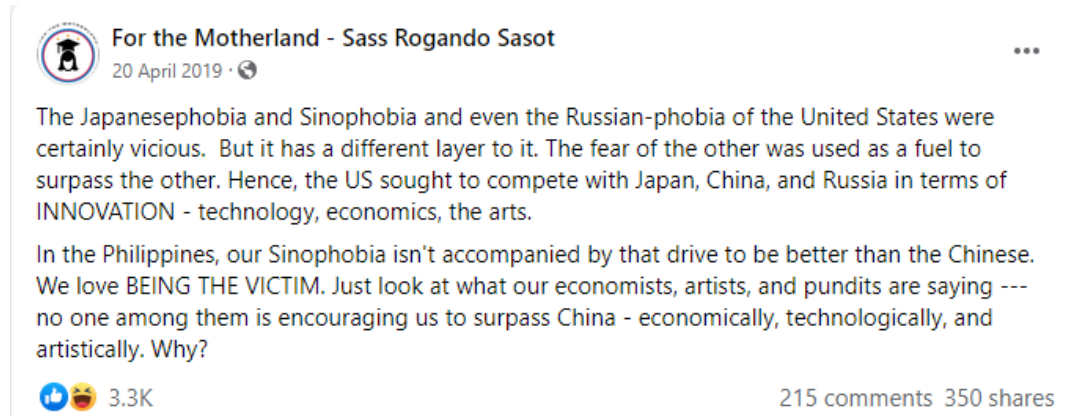 For the Motherland - Sass Rogando Sasot
20 April 2019 ·
The Japanesephobia and Sinophobia and even the Russian-phobia of the United States were
certainly vicious.  But it has a different layer to it. The fear of the other was used as a fuel to
surpass the other. Hence, the US sought to compete with Japan, China, and Russia in terms of
INNOVATION - technology, economics, the arts.
In the Philippines, our Sinophobia isn't accompanied by that drive to be better than the Chinese.
We love BEING THE VICTIM. Just look at what our economists, artists, and pundits are saying ---
no one among them is encouraging us to surpass China - economically, technologically, and
artistically. Why?
3.3K
215 comments 350 shares